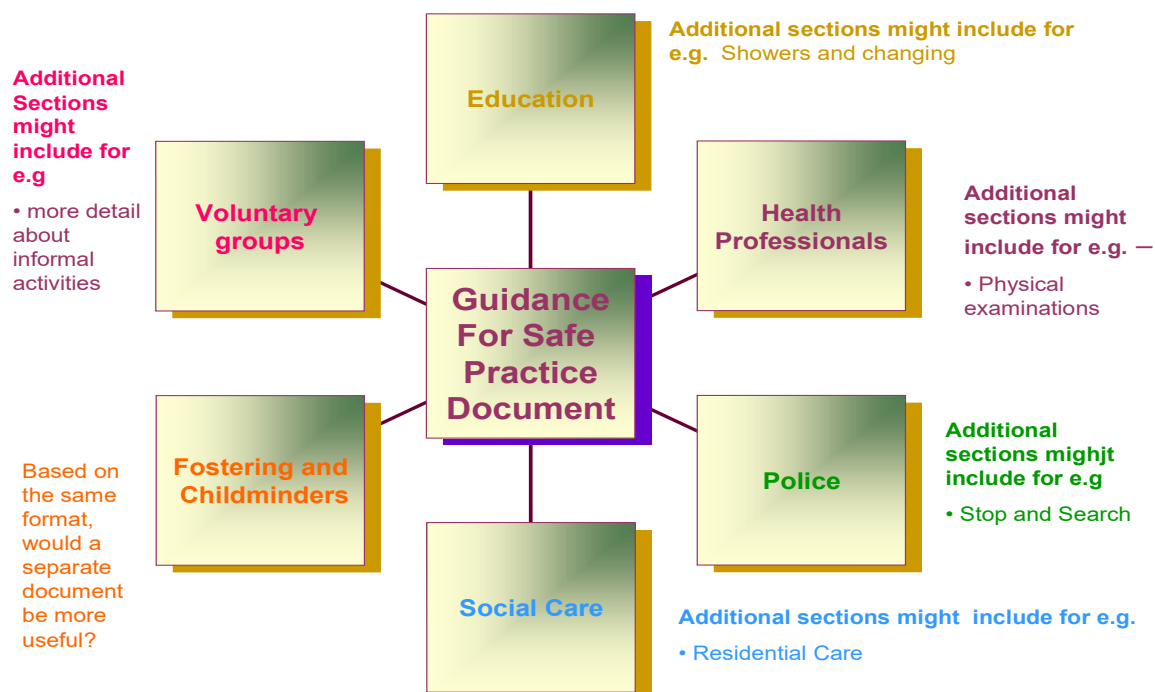 Education
Additional sections might include for
e.g. Showers and changing
Additional
Sections
might
include for
e.g
• more detail
about
informal
activities
Voluntary
groups
Health
Professionals
Additional
sections might
include for e.g. –
• Physical
examinations
Guidance
For Safe
Practice
Document
Based on
the same
format,
would a
separate
document
be more
useful?
Fostering and
Childminders
Police
Additional
sections mighjt
include for e.g
• Stop and Search
Social Care
Additional sections might include for e.g.
• Residential Care